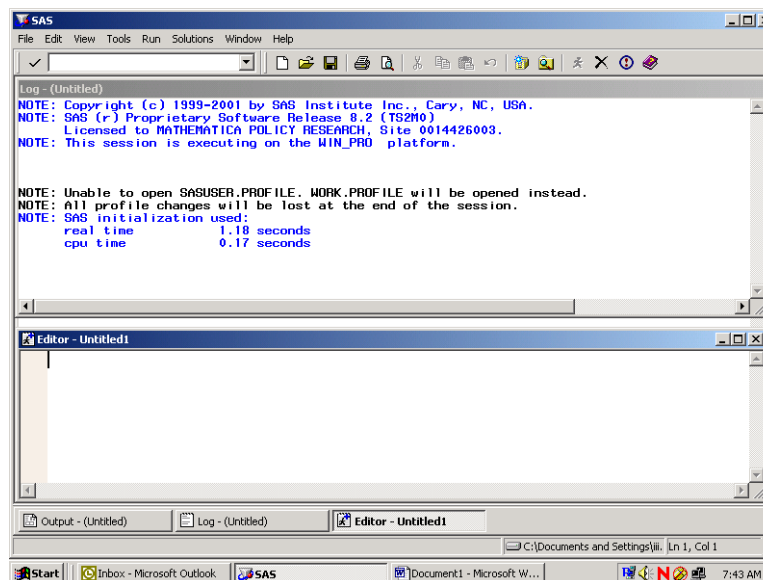 SAS
File Edit View Tools Run Solutions Window Help
Log - (Untitled)
NOTE: Copyright (c) 1999-2001 by SAS Institute Inc., Cary, NC, USA.
NOTE: SAS (r) Proprietary Software Release 8.2 (TS2M0)
Licensed to MATHEMATICA POLICY RESEARCH, Site 0014426003.
NOTE: This session is executing on the WIN_PRO platform.
NOTE: Unable to open SASUSER.PROFILE. WORK.PROFILE will be opened instead.
NOTE: All profile changes will be lost at the end of the session.
NOTE: SAS initialization used:
real time 1.18 seconds
cpu time 0.17 seconds
Editor - Untitled1
Output - (Untitled) Log - (Untitled) Editor - Untitled1
C:\Documents and Settings\iii. Ln 1, Col 1
Start Inbox - Microsoft Outlook SAS Document1 - Microsoft W... N 7:43 AM